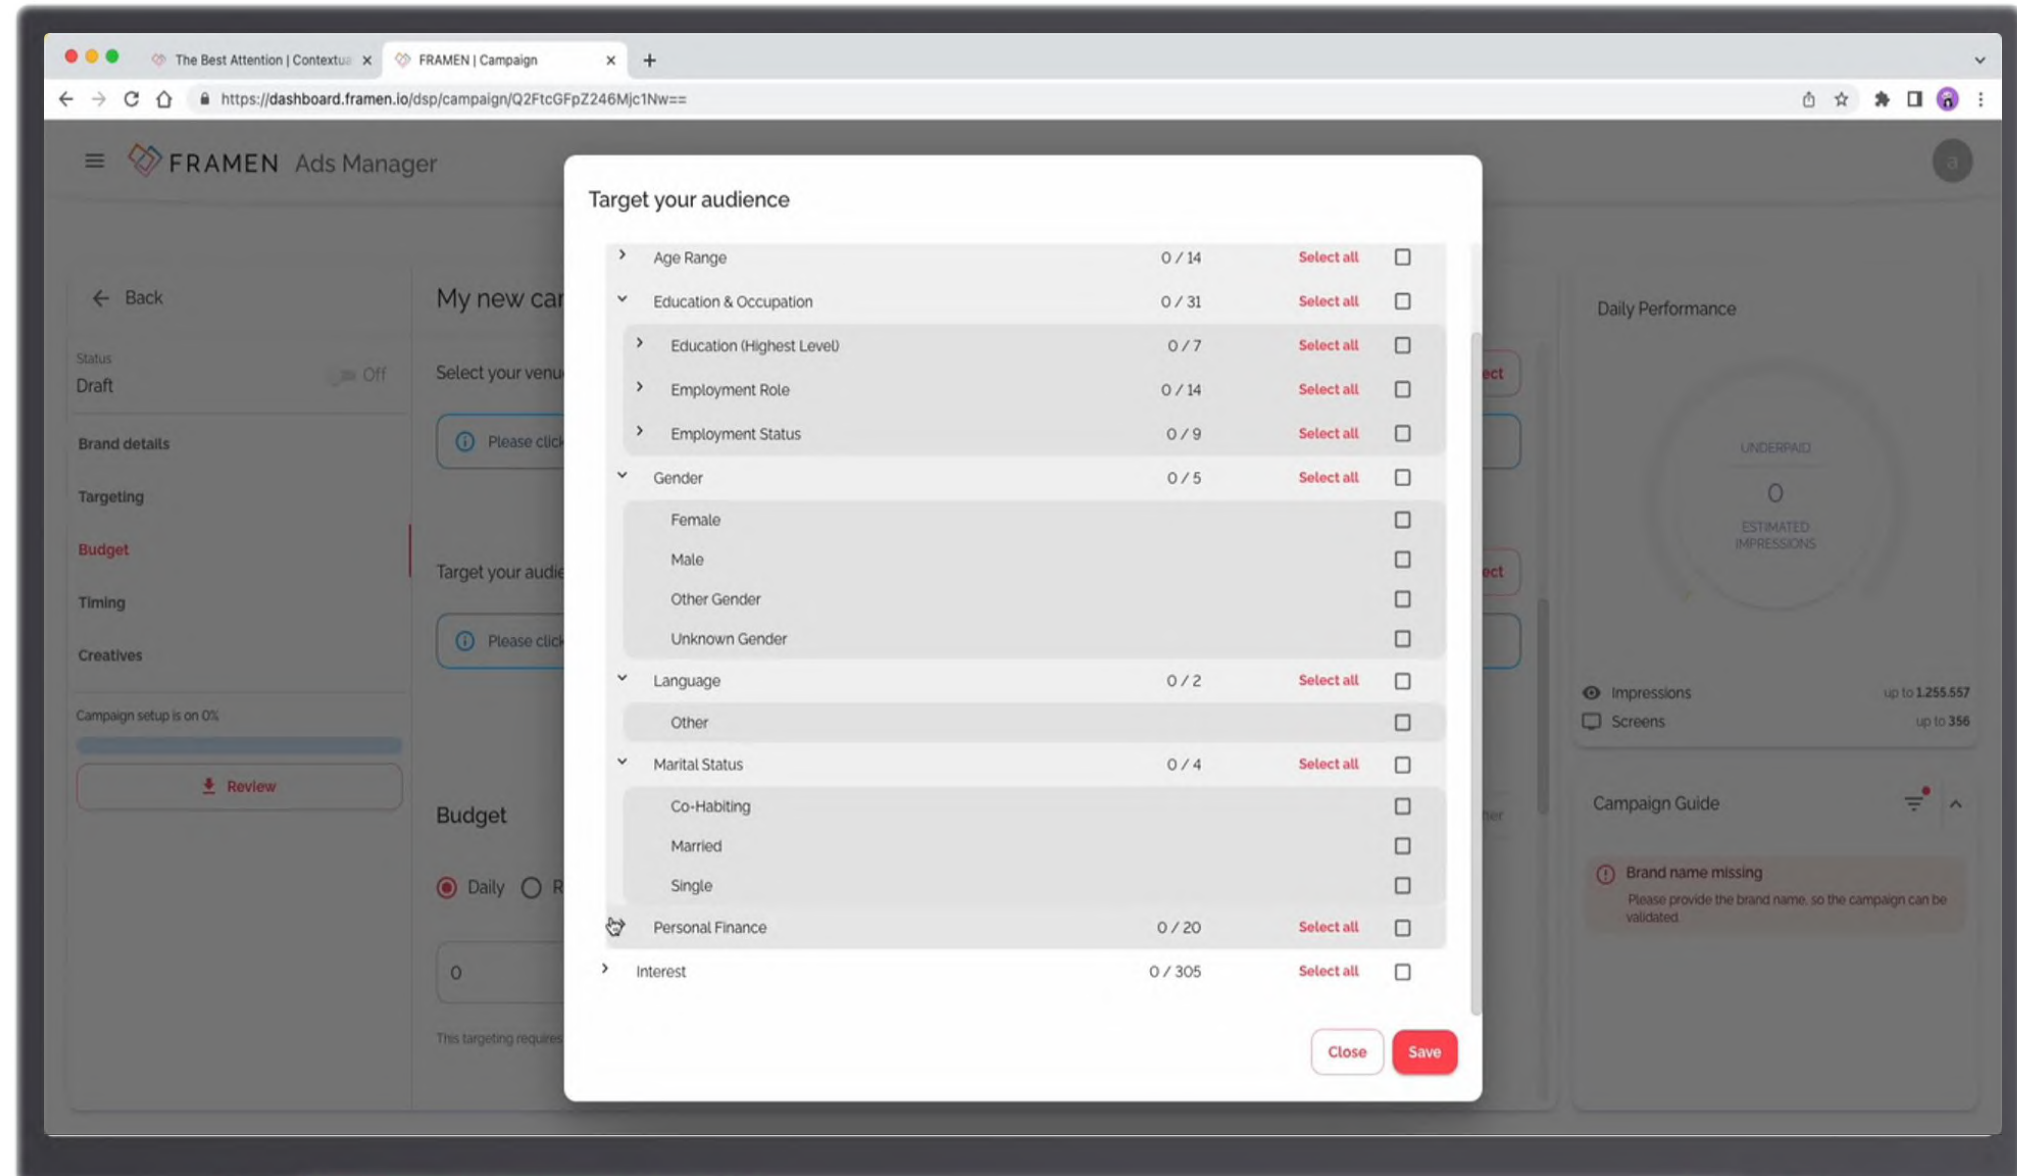 The Best Attention | Contextua
FRAMEN | Campaign
https://dashboard.framen.io/dsp/campaign/Q2FtcGFpZ246Mjc1Nw==
FRAMEN Ads Manager
a
Back
Status
Draft
Off
Brand details
Targeting
Budget
Timing
Creatives
Campaign setup is on 0%
Review
My new car
Select your venu
Please click
Target your audie
Please click
Budget
Daily R
0
This targeting requires
Target your audience
Age Range 0 / 14 Select all
Education & Occupation 0 / 31 Select all
Education (Highest Level) 0 / 7 Select all
Employment Role 0 / 14 Select all
Employment Status 0 / 9 Select all
Gender 0 / 5 Select all
Female
Male
Other Gender
Unknown Gender
Language 0 / 2 Select all
Other
Marital Status 0 / 4 Select all
Co-Habiting
Married
Single
Personal Finance 0 / 20 Select all
Interest 0 / 305 Select all
Close Save
ect
ect
her
Daily Performance
UNDERPAID
0
ESTIMATED
IMPRESSIONS
Impressions up to 1.255.557
Screens up to 356
Campaign Guide
Brand name missing
Please provide the brand name, so the campaign can be
validated.